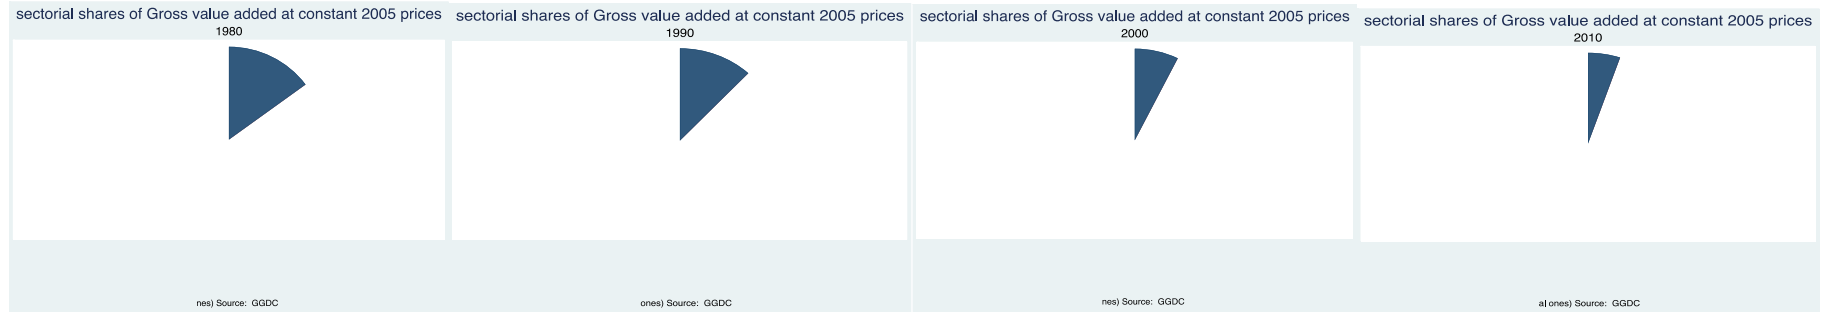 sectorial shares of Gross value added at constant 2005 prices
1980
nes) Source: GGDC
sectorial shares of Gross value added at constant 2005 prices
1990
ones) Source: GGDC
sectorial shares of Gross value added at constant 2005 prices
2000
nes) Source: GGDC
sectorial shares of Gross value added at constant 2005 prices
2010
al ones) Source: GGDC